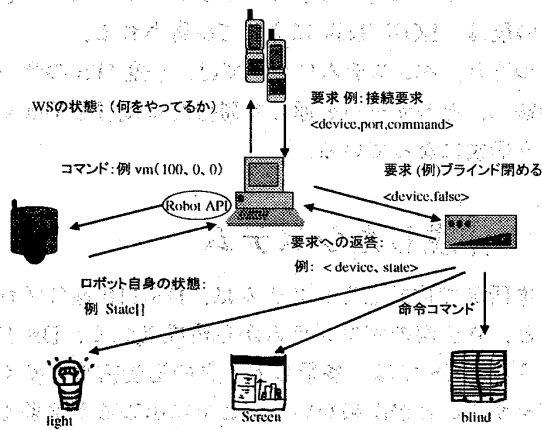 WSの状態:（何をやってるか）
要求 例:接続要求
<device,port,command>
コマンド:例 vm(100、0、0)
要求 (例)ブラインド閉める
<device,false>
Robot API
要求への返答:
例: < device、state>
ロボット自身の状態:
例 State[]
命令コマンド
light
Screen
blind